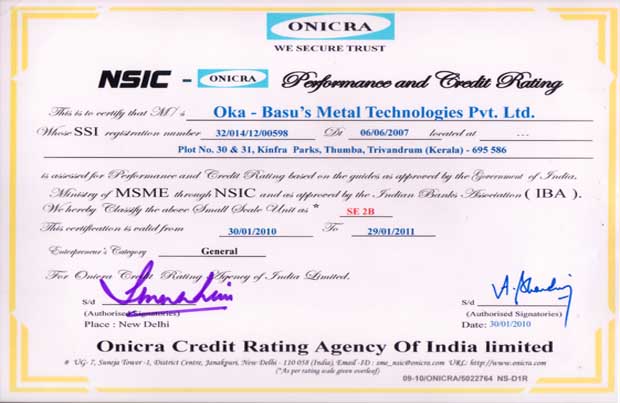 ONICRA
WE SECURE TRUST
NSIC - ONICRA Performance and Credit Rating
This is to certify that M/s Oka - Basu's Metal Technologies Pvt. Ltd.
Whose SSI registration number 32/014/12/00598 Dt 06/06/2007 located at - - -
Plot No. 30 & 31, Kinfra Parks, Thumba, Trivandrum (Kerala) - 695 586
is assessed for Performance and Credit Rating based on the guides as approved by the Government of India.
Ministry of MSME through NSIC and as approved by the Indian Banks Association ( IBA ).
We hereby Classify the above Small Scale Unit as * SE 2B
This certification is valid from 30/01/2010 To 29/01/2011
Entrepreneur's Category General
For Onicra Credit Rating Agency of India Limited.
S/d S/d
(Authorised Signatories) (Authorised Signatories)
Place : New Delhi Date: 30/01/2010
Onicra Credit Rating Agency Of India limited
# UG- 7, Suneja Tower -1, District Centre, Janakpuri, New Delhi - 110 058 (India), Email -ID : sme_nsic@onicra.com URL: http://www.onicra.com
(*As per rating scale given overleaf)
09-10/ONICRA/5022764 NS-D1R